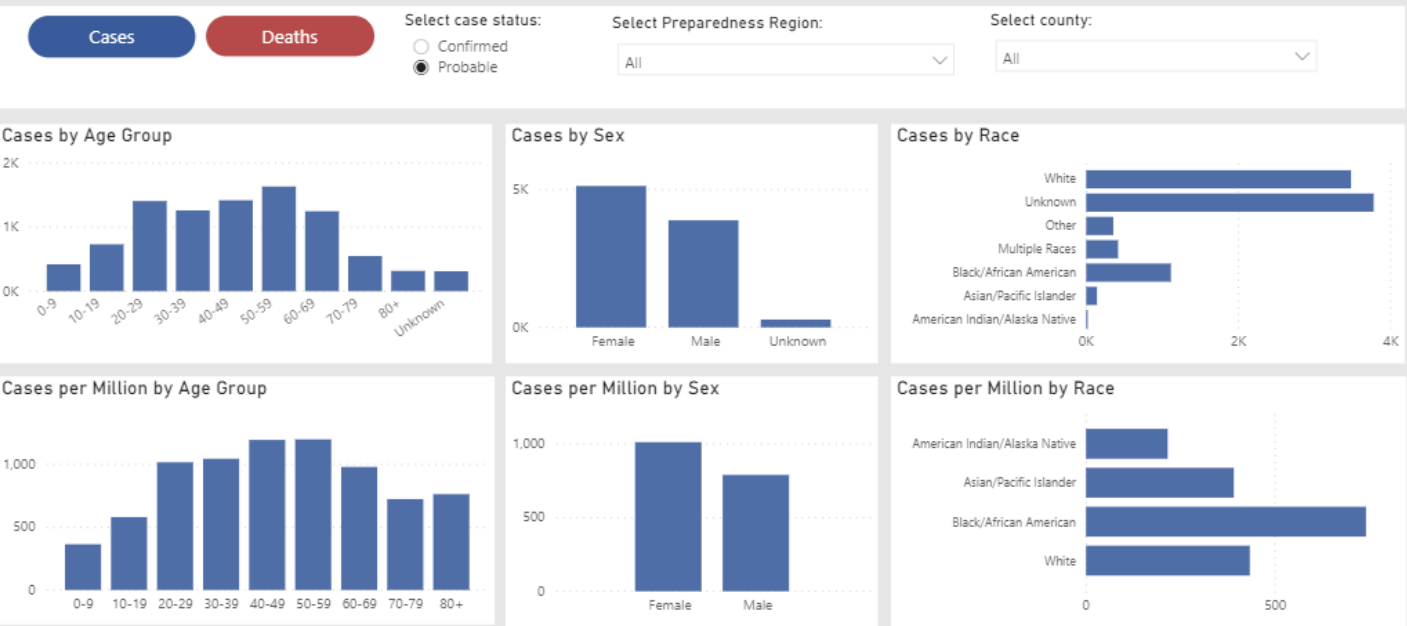 Cases
Deaths
Select case status:
Confirmed
Probable
Select Preparedness Region:
All
Select county:
All
Cases by Age Group
2K
1K
0K
0-9
10-19
20-29
30-39
40-49
50-59
60-69
70-79
80+
Unknown
Cases by Sex
5K
0K
Female
Male
Unknown
Cases by Race
White
Unknown
Other
Multiple Races
Black/African American
Asian/Pacific Islander
American Indian/Alaska Native
0K
2K
4K
Cases per Million by Age Group
1,000
500
0
0-9
10-19
20-29
30-39
40-49
50-59
60-69
70-79
80+
Cases per Million by Sex
1,000
500
0
Female
Male
Cases per Million by Race
American Indian/Alaska Native
Asian/Pacific Islander
Black/African American
White
0
500